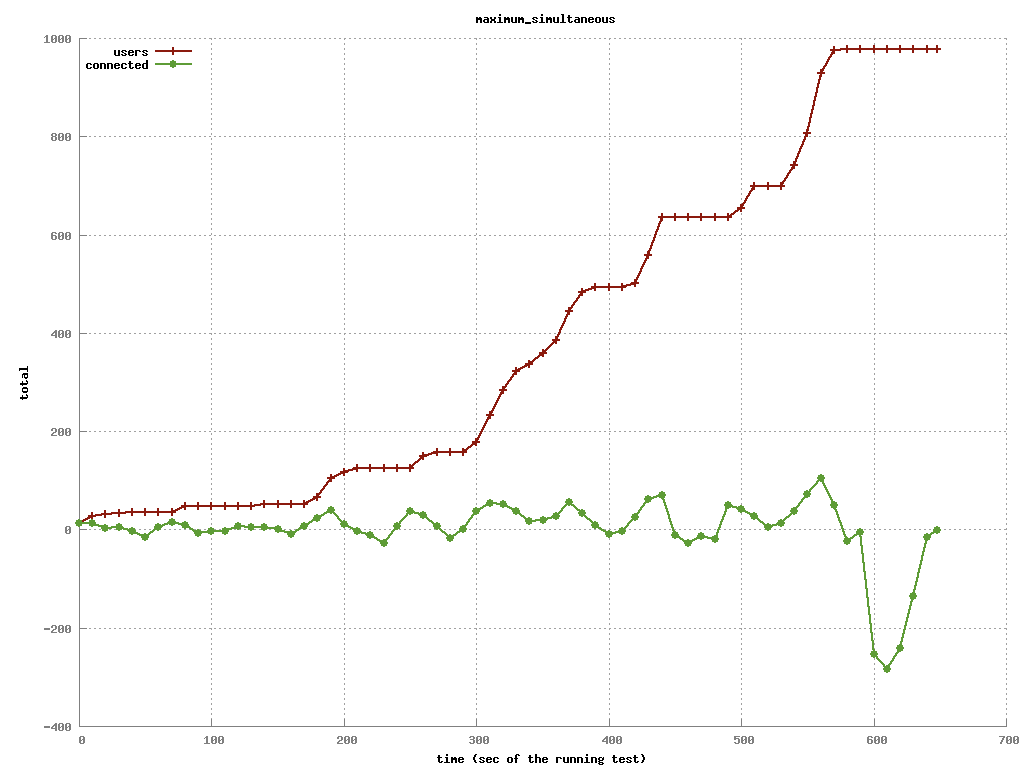 maximum_simultaneous
1000
users
connected
800
600
400
total
200
0
-200
-400
0 100 200 300 400 500 600 700
time (sec of the running test)